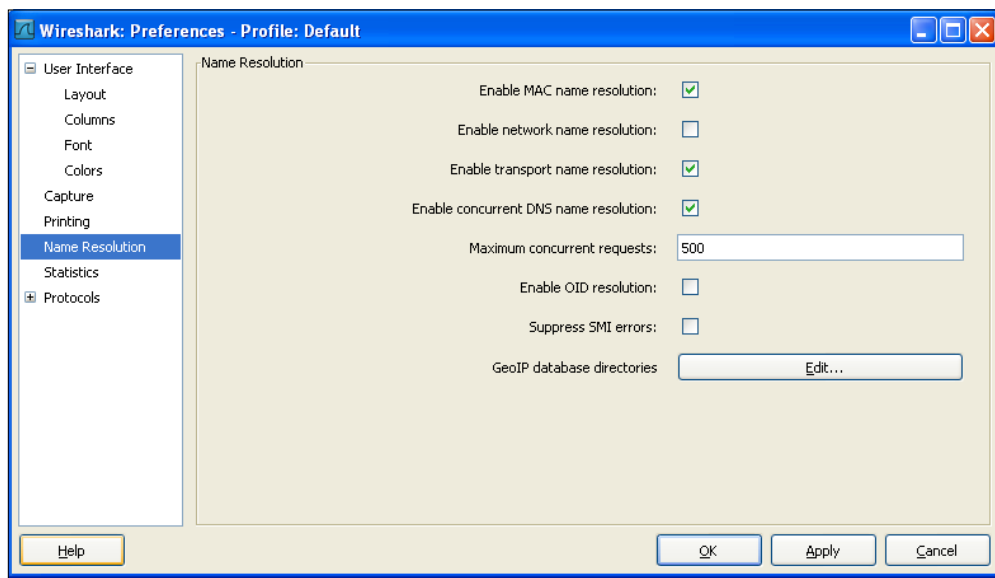 Wireshark: Preferences - Profile: Default
User Interface
Layout
Columns
Font
Colors
Capture
Printing
Name Resolution
Statistics
Protocols
Name Resolution
Enable MAC name resolution:
Enable network name resolution:
Enable transport name resolution:
Enable concurrent DNS name resolution:
Maximum concurrent requests: 500
Enable OID resolution:
Suppress SMI errors:
GeoIP database directories Edit...
Help OK Apply Cancel